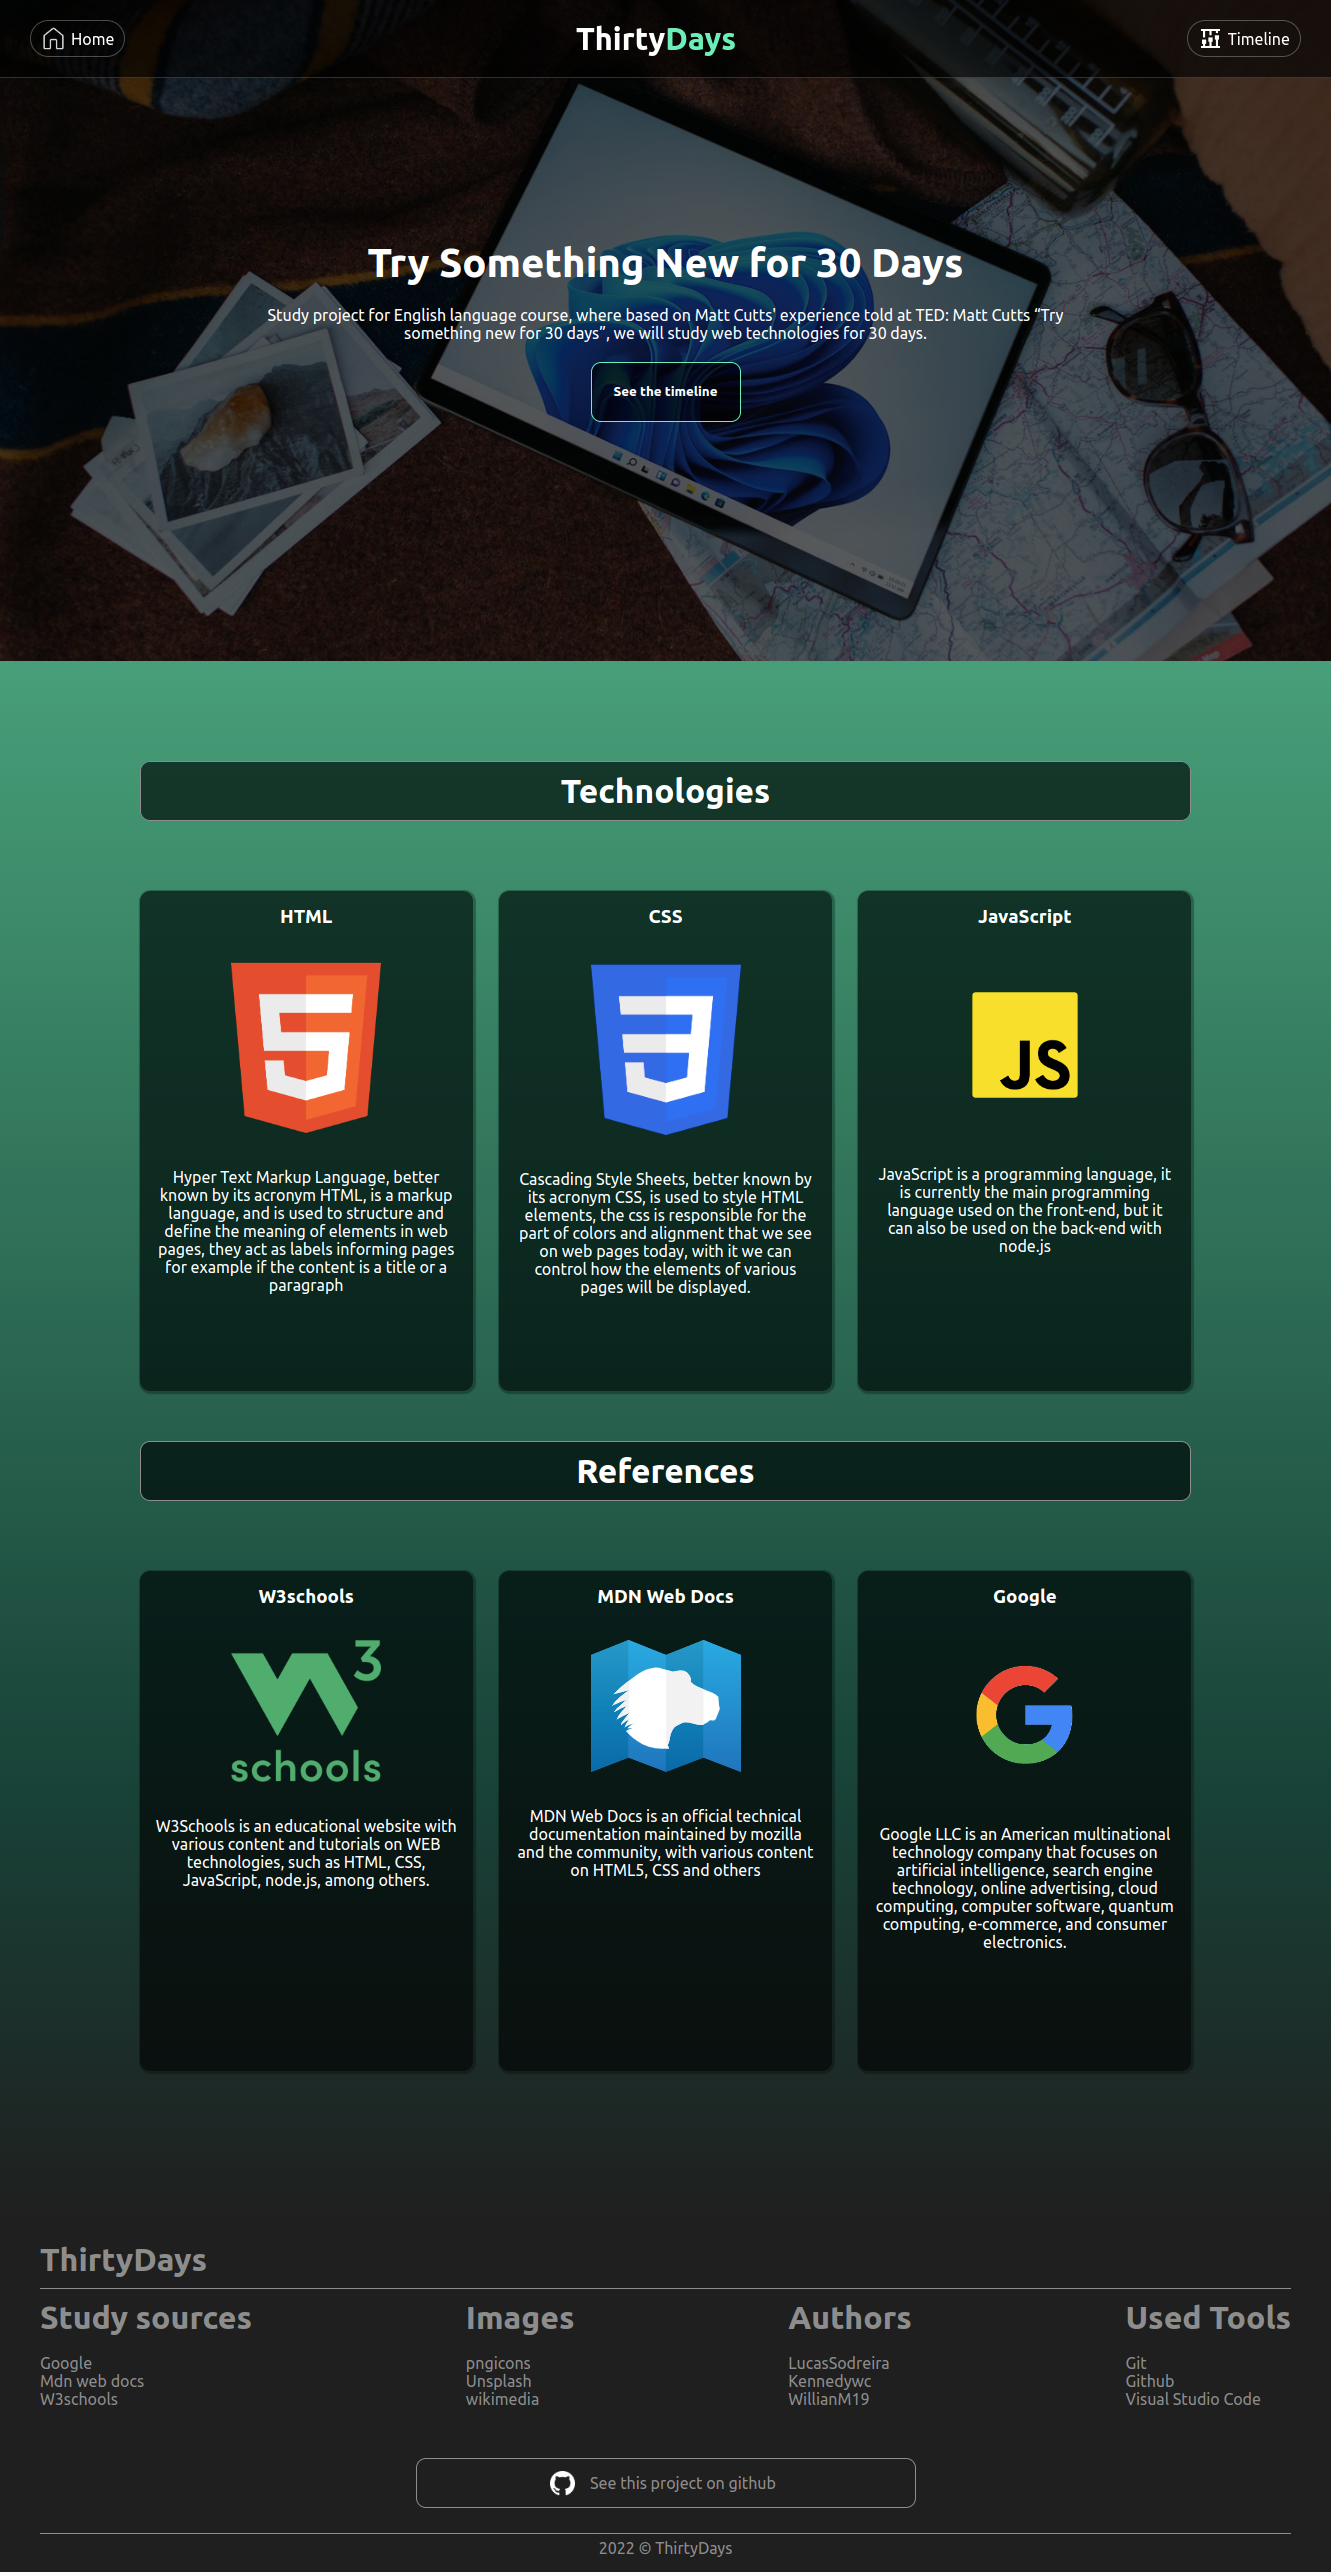 Home
ThirtyDays
Timeline
Try Something New for 30 Days
Study project for English language course, where based on Matt Cutts' experience told at TED: Matt Cutts “Try
something new for 30 days”, we will study web technologies for 30 days.
See the timeline
Technologies
HTML
5
Hyper Text Markup Language, better
known by its acronym HTML, is a markup
language, and is used to structure and
define the meaning of elements in web
pages, they act as labels informing pages
for example if the content is a title or a
paragraph
CSS
3
Cascading Style Sheets, better known by
its acronym CSS, is used to style HTML
elements, the css is responsible for the
part of colors and alignment that we see
on web pages today, with it we can
control how the elements of various
pages will be displayed.
JavaScript
JS
JavaScript is a programming language, it
is currently the main programming
language used on the front-end, but it
can also be used on the back-end with
node.js
References
W3schools
W3
schools
W3Schools is an educational website with
various content and tutorials on WEB
technologies, such as HTML, CSS,
JavaScript, node.js, among others.
MDN Web Docs
MDN Web Docs is an official technical
documentation maintained by mozilla
and the community, with various content
on HTML5, CSS and others
Google
G
Google LLC is an American multinational
technology company that focuses on
artificial intelligence, search engine
technology, online advertising, cloud
computing, computer software, quantum
computing, e-commerce, and consumer
electronics.
ThirtyDays
Study sources
Google
Mdn web docs
W3schools
Images
pngicons
Unsplash
wikimedia
Authors
LucasSodreira
Kennedywc
WillianM19
Used Tools
Git
Github
Visual Studio Code
See this project on github
2022 © ThirtyDays